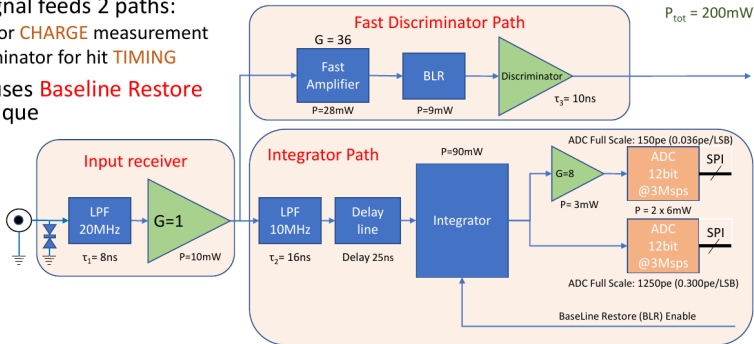 gnal feeds 2 paths:
or CHARGE measurement
minator for hit TIMING
uses Baseline Restore
que
Fast Discriminator Path
P_tot = 200mW
G = 36
Fast
Amplifier
P=28mW
BLR
P=9mW
Discriminator
τ3= 10ns
Input receiver
LPF
20MHz
τ1= 8ns
G=1
P=10mW
Integrator Path
LPF
10MHz
τ2= 16ns
Delay
line
Delay 25ns
P=90mW
Integrator
G=8
P= 3mW
ADC Full Scale: 150pe (0.036pe/LSB)
ADC
12bit
@3Msps
SPI
P = 2 x 6mW
ADC
12bit
@3Msps
SPI
ADC Full Scale: 1250pe (0.300pe/LSB)
BaseLine Restore (BLR) Enable